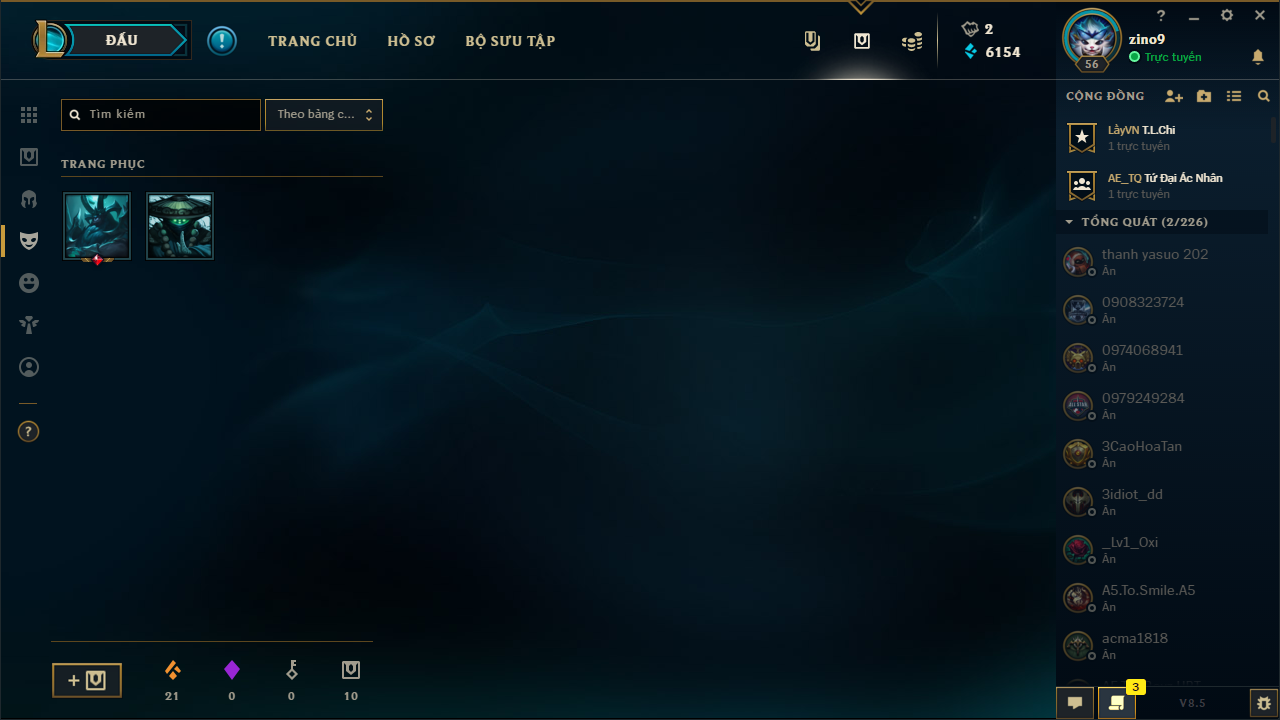 ĐẤU
TRANG CHỦ
HỒ SƠ
BỘ SƯU TẬP
2
6154
?
56
zino9
Trực tuyến
Tìm kiếm
Theo bảng c...
TRANG PHỤC
?
21
0
0
10
CỘNG ĐỒNG
LầyVN T.L.Chi
1 trực tuyến
AE_TQ Tứ Đại Ác Nhân
1 trực tuyến
TỔNG QUÁT (2/226)
thanh yasuo 202
Ẩn
0908323724
Ẩn
0974068941
Ẩn
0979249284
Ẩn
3CaoHoaTan
Ẩn
3idiot_dd
Ẩn
_Lv1_Oxi
Ẩn
A5.To.Smile.A5
Ẩn
acma1818
Ẩn
3
V8.5